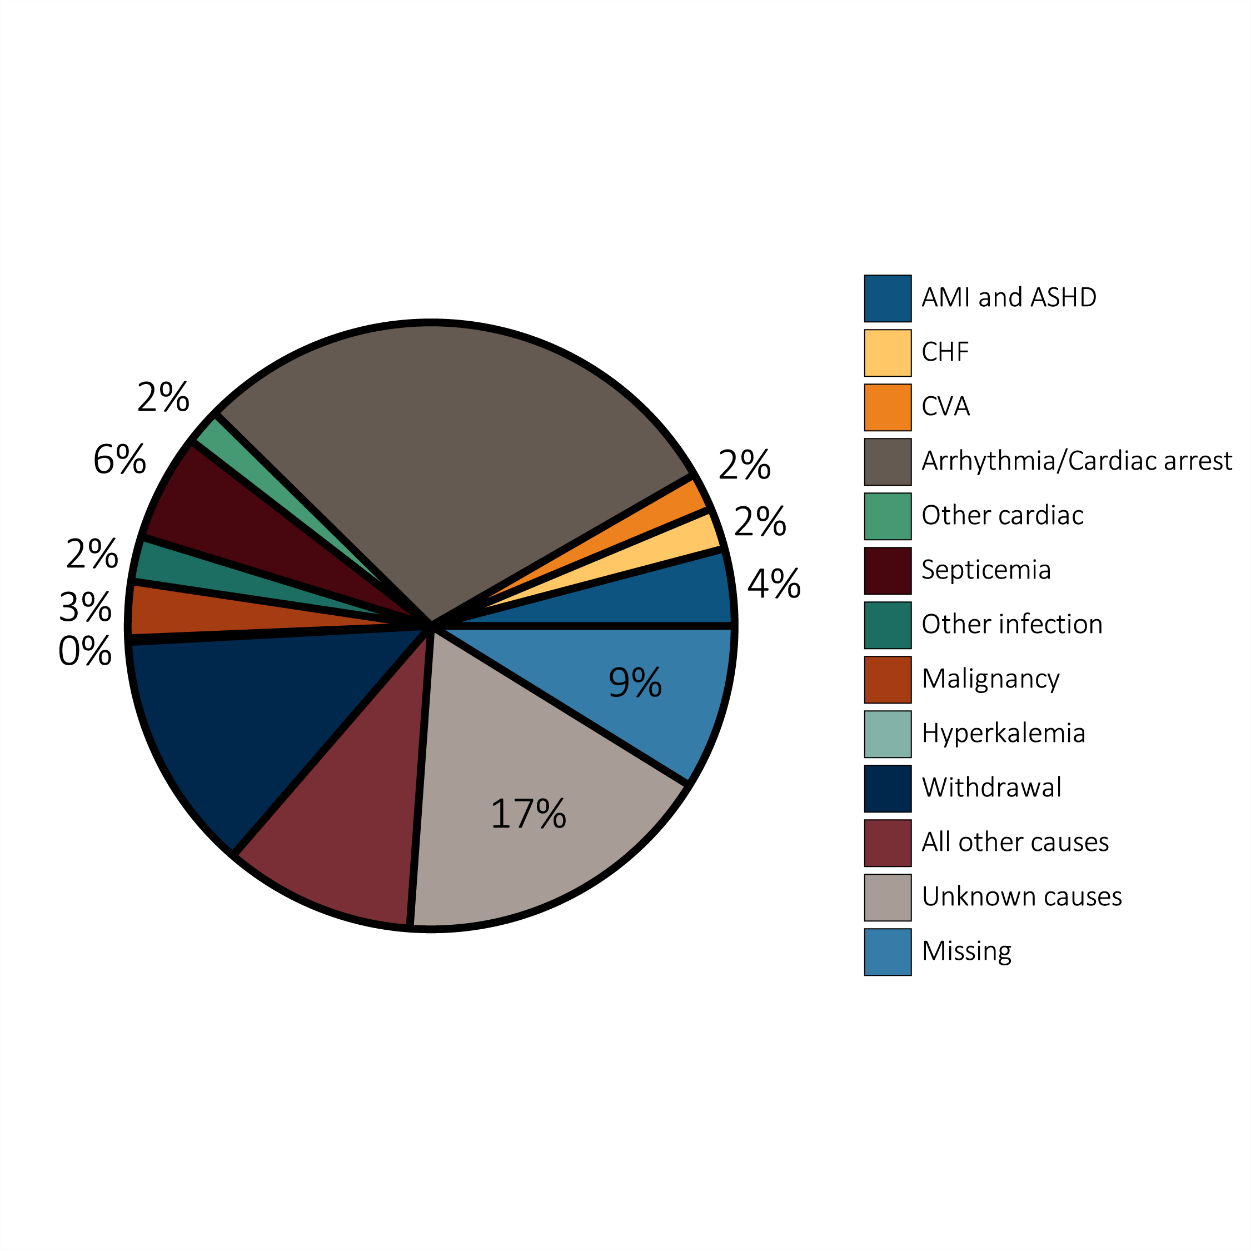 2%
6%
2%
3%
0%
2%
2%
4%
9%
17%
AMI and ASHD
CHF
CVA
Arrhythmia/Cardiac arrest
Other cardiac
Septicemia
Other infection
Malignancy
Hyperkalemia
Withdrawal
All other causes
Unknown causes
Missing